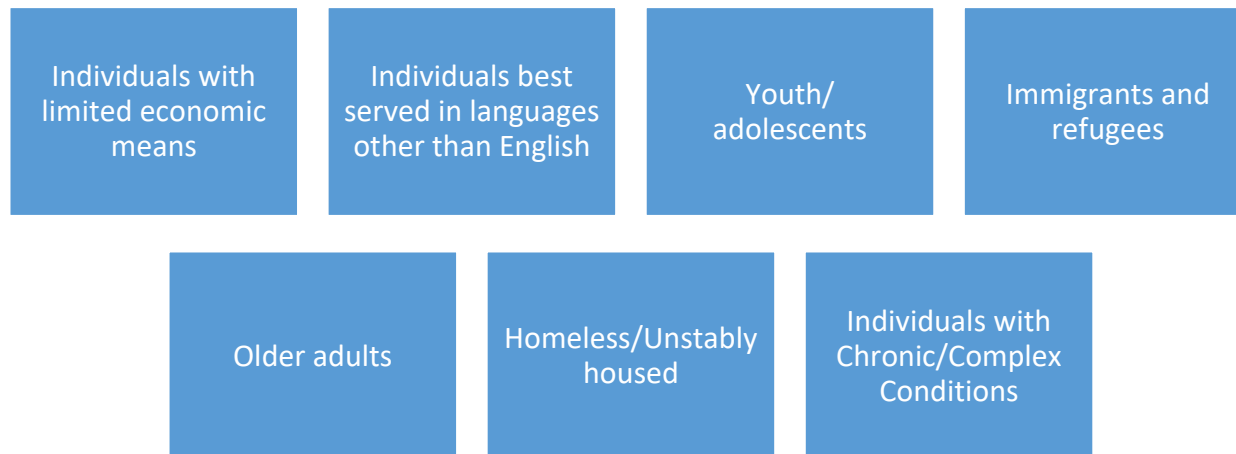 Individuals with
limited economic
means
Individuals best
served in languages
other than English
Youth/
adolescents
Immigrants and
refugees
Older adults
Homeless/Unstably
housed
Individuals with
Chronic/Complex
Conditions